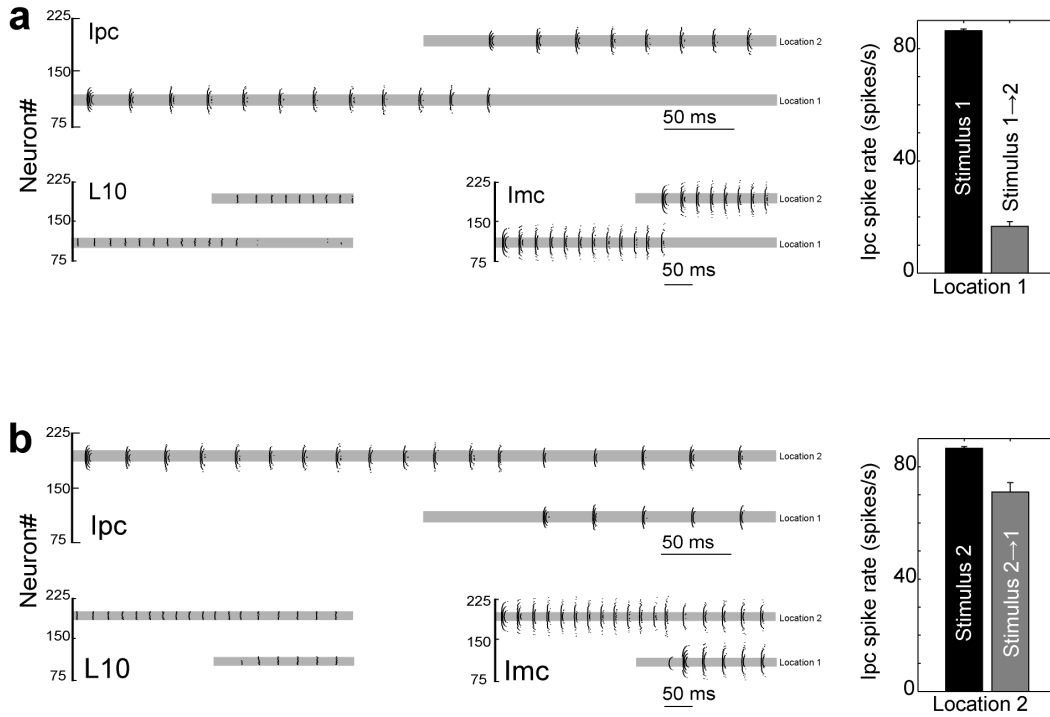 a
225
150
75
Neuron#
Ipc
Location 2
Location 1
50 ms
225
150
75
L10
225
150
75
Imc
Location 2
Location 1
50 ms
80
40
0
Ipc spike rate (spikes/s)
Stimulus 1
Stimulus 1→2
Location 1
b
225
150
75
Neuron#
Ipc
Location 2
Location 1
50 ms
225
150
75
L10
225
150
75
Imc
Location 2
Location 1
50 ms
80
40
0
Ipc spike rate (spikes/s)
Stimulus 2
Stimulus 2→1
Location 2